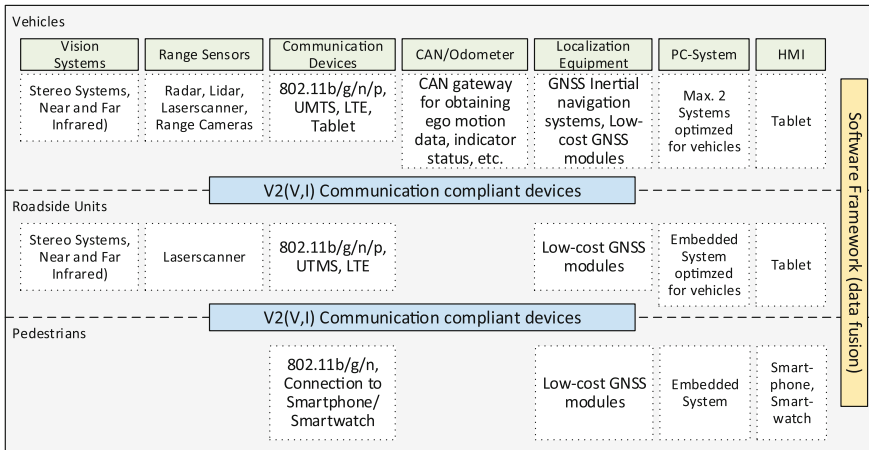 Vehicles
Vision
Systems
Range Sensors
Communication
Devices
CAN/Odometer
Localization
Equipment
PC-System
HMI
Stereo Systems,
Near and Far
Infrared)
Radar, Lidar,
Laserscanner,
Range Cameras
802.11b/g/n/p,
UMTS, LTE,
Tablet
CAN gateway
for obtaining
ego motion
data, indicator
status, etc.
GNSS Inertial
navigation
systems, Low-
cost GNSS
modules
Max. 2
Systems
optimzed
for vehicles
Tablet
Software Framework (data fusion)
V2(V,I) Communication compliant devices
Roadside Units
Stereo Systems,
Near and Far
Infrared)
Laserscanner
802.11b/g/n/p,
UTMS, LTE
Low-cost GNSS
modules
Embedded
System
optimzed for
vehicles
Tablet
V2(V,I) Communication compliant devices
Pedestrians
802.11b/g/n,
Connection to
Smartphone/
Smartwatch
Low-cost GNSS
modules
Embedded
System
Smart-
phone,
Smart-
watch